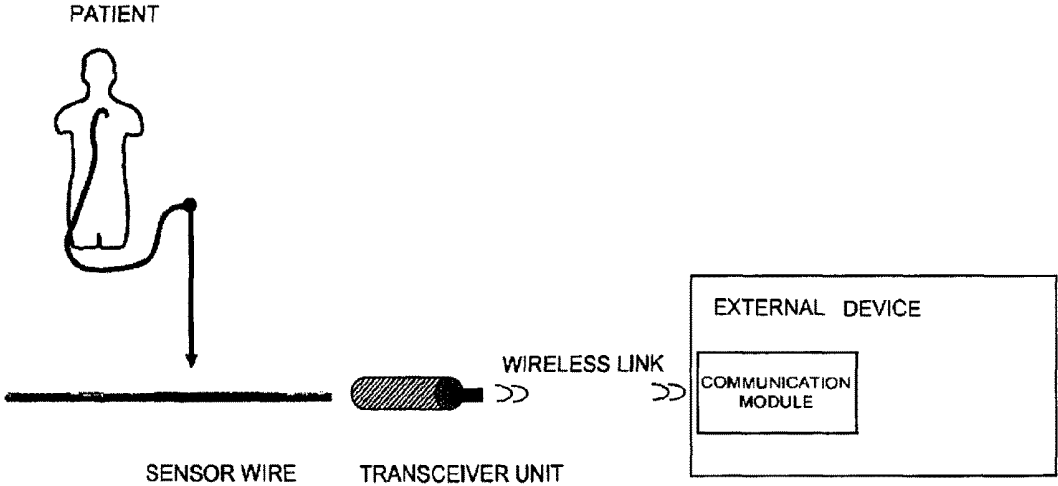 PATIENT
EXTERNAL DEVICE
WIRELESS LINK
COMMUNICATION
MODULE
SENSOR WIRE
TRANSCEIVER UNIT